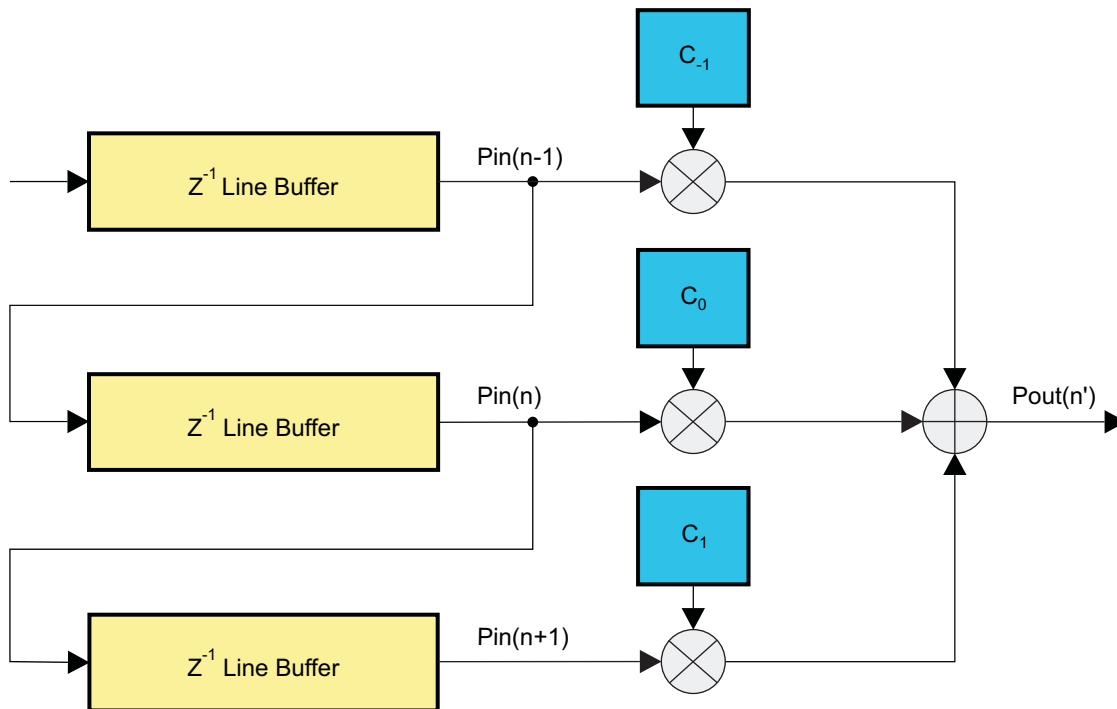 C-1
Pin(n-1)
Z-1 Line Buffer
C0
Pin(n)
Z-1 Line Buffer
Pout(n')
C1
Pin(n+1)
Z-1 Line Buffer